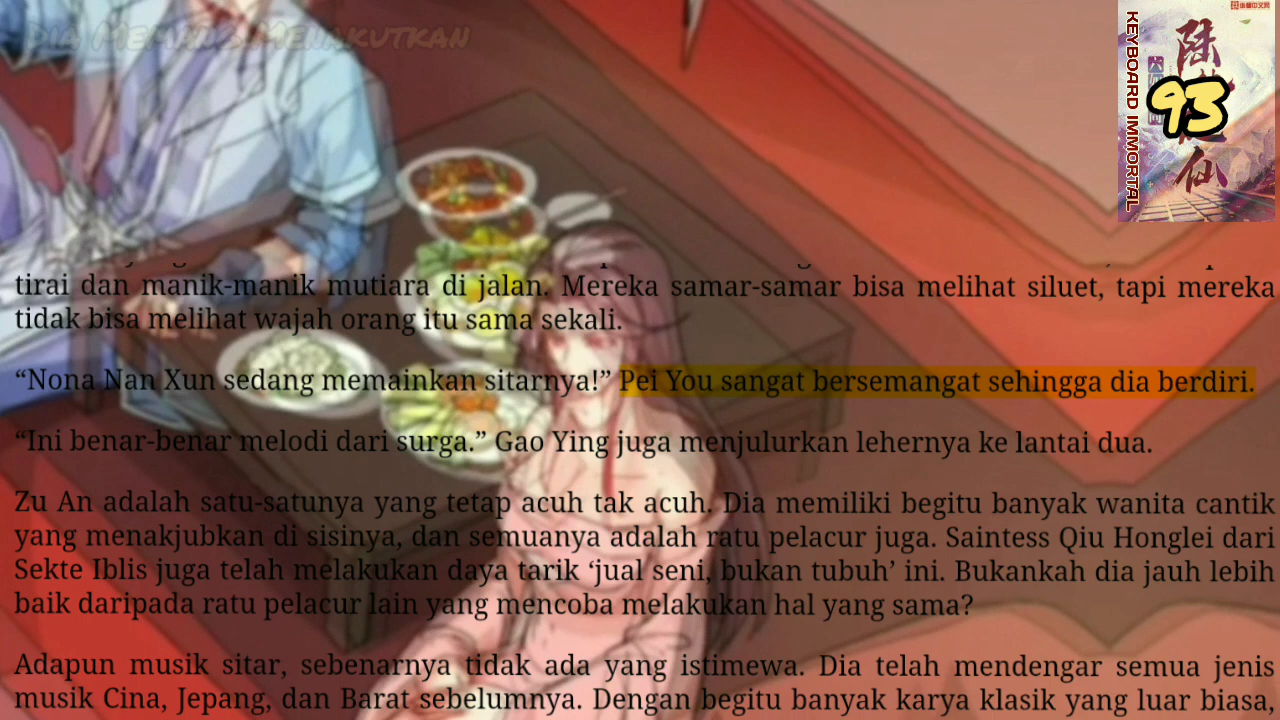 Dia Memang Menakutkan
KEYBOARD IMMORTAL
93
仙
tirai dan manik-manik mutiara di jalan. Mereka samar-samar bisa melihat siluet, tapi mereka
tidak bisa melihat wajah orang itu sama sekali.
“Nona Nan Xun sedang memainkan sitarnya!” Pei You sangat bersemangat sehingga dia berdiri.
“Ini benar-benar melodi dari surga.” Gao Ying juga menjulurkan lehernya ke lantai dua.
Zu An adalah satu-satunya yang tetap acuh tak acuh. Dia memiliki begitu banyak wanita cantik
yang menakjubkan di sisinya, dan semuanya adalah ratu pelacur juga. Saintess Qiu Honglei dari
Sekte Iblis juga telah melakukan daya tarik ‘jual seni, bukan tubuh’ ini. Bukankah dia jauh lebih
baik daripada ratu pelacur lain yang mencoba melakukan hal yang sama?
Adapun musik sitar, sebenarnya tidak ada yang istimewa. Dia telah mendengar semua jenis
musik Cina, Jepang, dan Barat sebelumnya. Dengan begitu banyak karya klasik yang luar biasa,